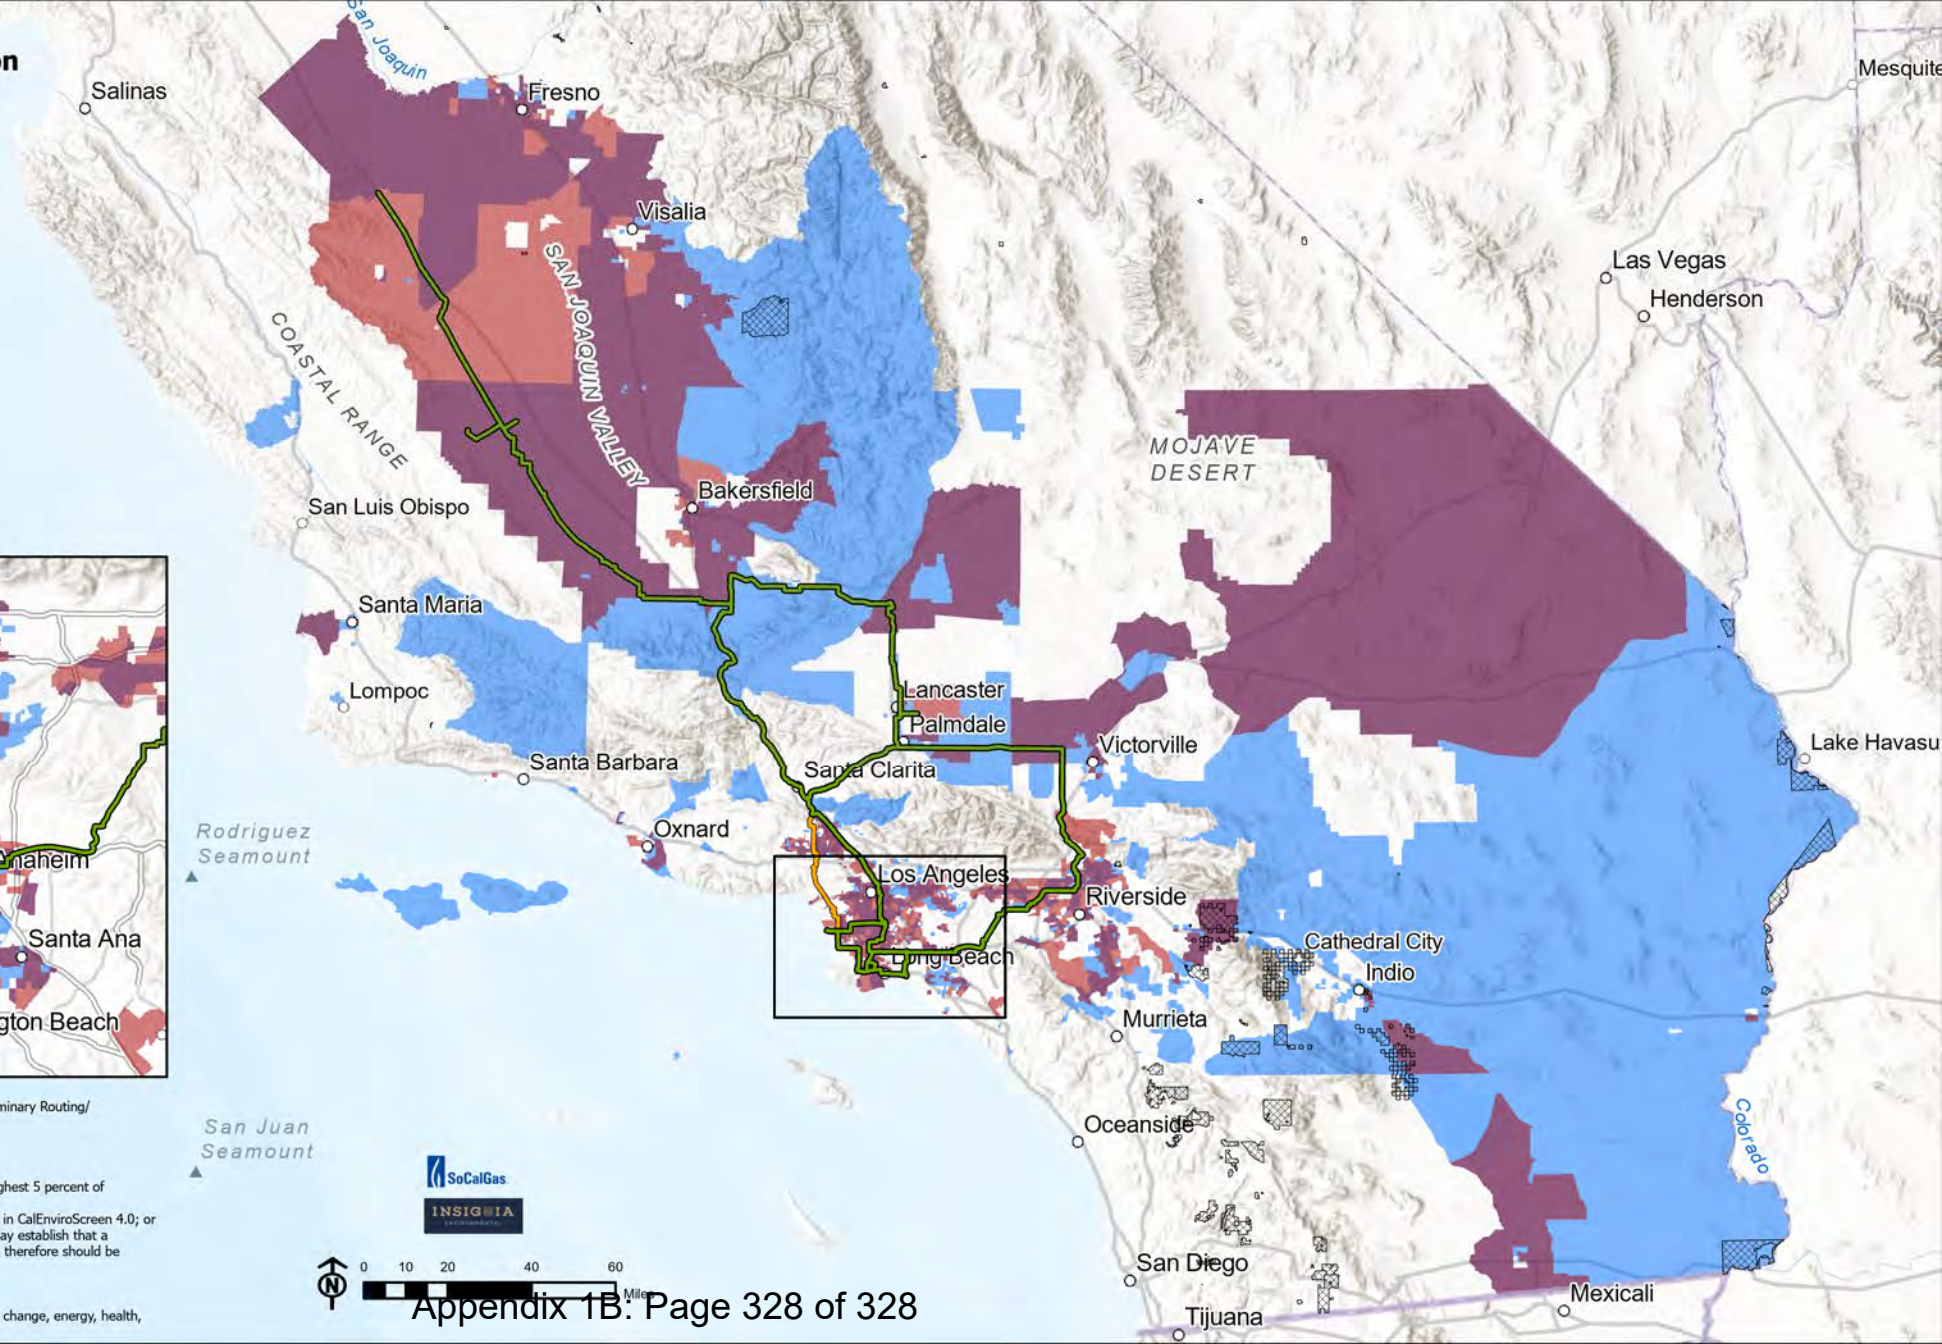 on
San Joaquin
Salinas
Fresno
Mesquite
Visalia
SAN JOAQUIN VALLEY
Las Vegas
Henderson
COASTAL RANGE
MOJAVE
DESERT
Bakersfield
San Luis Obispo
Santa Maria
Lompoc
Lancaster
Palmdale
Santa Barbara
Santa Clarita
Victorville
Lake Havasu
Rodriguez
Seamount
Oxnard
Los Angeles
Riverside
Anaheim
Santa Ana
Long Beach
Cathedral City
Indio
gton Beach
Murrieta
minary Routing/
San Juan
Seamount
Oceanside
Colorado
SoCalGas
ghest 5 percent of
INSIGNIA
in CalEnviroScreen 4.0; or
ay establish that a
therefore should be
San Diego
N
0 10 20 40 60
Miles
Mexicali
change, energy, health,
Appendix 1B: Page 328 of 328
Tijuana